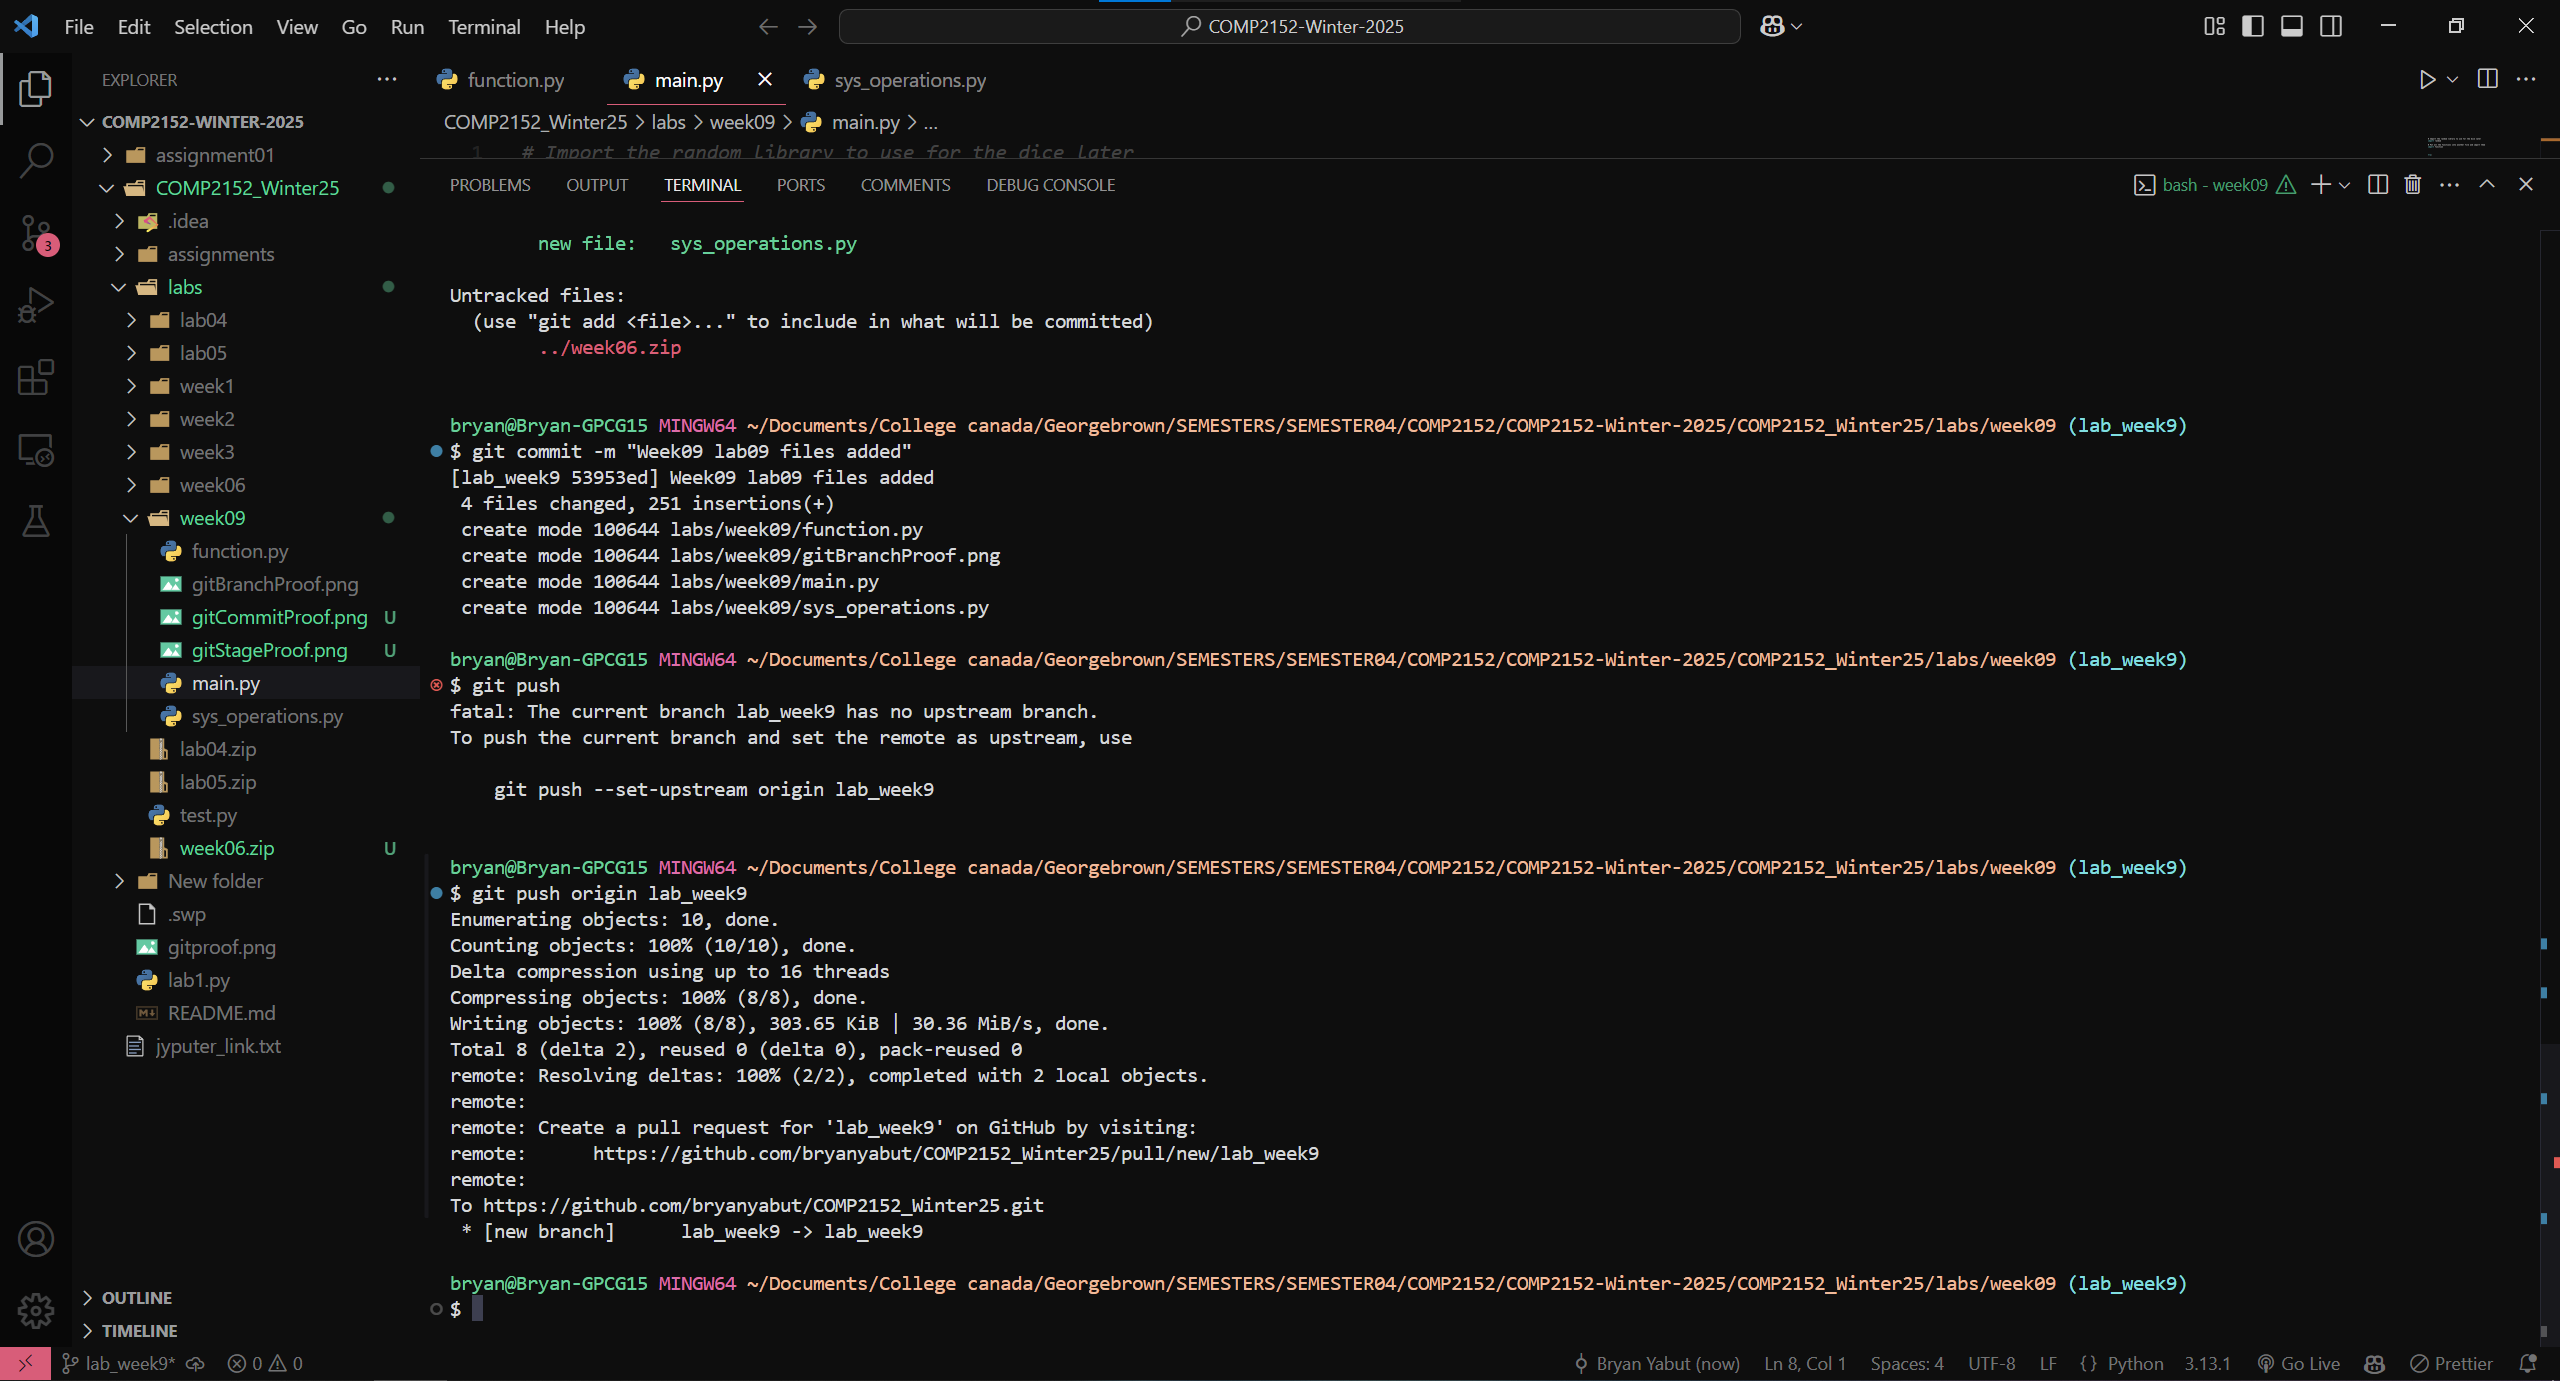 File Edit Selection View Go Run Terminal Help
COMP2152-Winter-2025
EXPLORER
COMP2152-WINTER-2025
assignment01
COMP2152_Winter25
.idea
assignments
labs
lab04
lab05
week1
week2
week3
week06
week09
function.py
gitBranchProof.png
gitCommitProof.png U
gitStageProof.png U
main.py
sys_operations.py
lab04.zip
lab05.zip
test.py
week06.zip U
New folder
.swp
gitproof.png
lab1.py
README.md
jyputer_link.txt
OUTLINE
TIMELINE
3
function.py main.py sys_operations.py
COMP2152_Winter25 > labs > week09 > main.py > ...
1 # Import the random library to use for the dice later
PROBLEMS OUTPUT TERMINAL PORTS COMMENTS DEBUG CONSOLE
bash - week09
new file: sys_operations.py
Untracked files:
(use "git add <file>..." to include in what will be committed)
../week06.zip
bryan@Bryan-GPCG15 MINGW64 ~/Documents/College canada/Georgebrown/SEMESTERS/SEMESTER04/COMP2152/COMP2152-Winter-2025/COMP2152_Winter25/labs/week09 (lab_week9)
$ git commit -m "Week09 lab09 files added"
[lab_week9 53953ed] Week09 lab09 files added
4 files changed, 251 insertions(+)
create mode 100644 labs/week09/function.py
create mode 100644 labs/week09/gitBranchProof.png
create mode 100644 labs/week09/main.py
create mode 100644 labs/week09/sys_operations.py
bryan@Bryan-GPCG15 MINGW64 ~/Documents/College canada/Georgebrown/SEMESTERS/SEMESTER04/COMP2152/COMP2152-Winter-2025/COMP2152_Winter25/labs/week09 (lab_week9)
$ git push
fatal: The current branch lab_week9 has no upstream branch.
To push the current branch and set the remote as upstream, use
git push --set-upstream origin lab_week9
bryan@Bryan-GPCG15 MINGW64 ~/Documents/College canada/Georgebrown/SEMESTERS/SEMESTER04/COMP2152/COMP2152-Winter-2025/COMP2152_Winter25/labs/week09 (lab_week9)
$ git push origin lab_week9
Enumerating objects: 10, done.
Counting objects: 100% (10/10), done.
Delta compression using up to 16 threads
Compressing objects: 100% (8/8), done.
Writing objects: 100% (8/8), 303.65 KiB | 30.36 MiB/s, done.
Total 8 (delta 2), reused 0 (delta 0), pack-reused 0
remote: Resolving deltas: 100% (2/2), completed with 2 local objects.
remote:
remote: Create a pull request for 'lab_week9' on GitHub by visiting:
remote: https://github.com/bryanyabut/COMP2152_Winter25/pull/new/lab_week9
remote:
To https://github.com/bryanyabut/COMP2152_Winter25.git
* [new branch] lab_week9 -> lab_week9
bryan@Bryan-GPCG15 MINGW64 ~/Documents/College canada/Georgebrown/SEMESTERS/SEMESTER04/COMP2152/COMP2152-Winter-2025/COMP2152_Winter25/labs/week09 (lab_week9)
$
lab_week9* 0 0 Bryan Yabut (now) Ln 8, Col 1 Spaces: 4 UTF-8 LF {} Python 3.13.1 Go Live Prettier